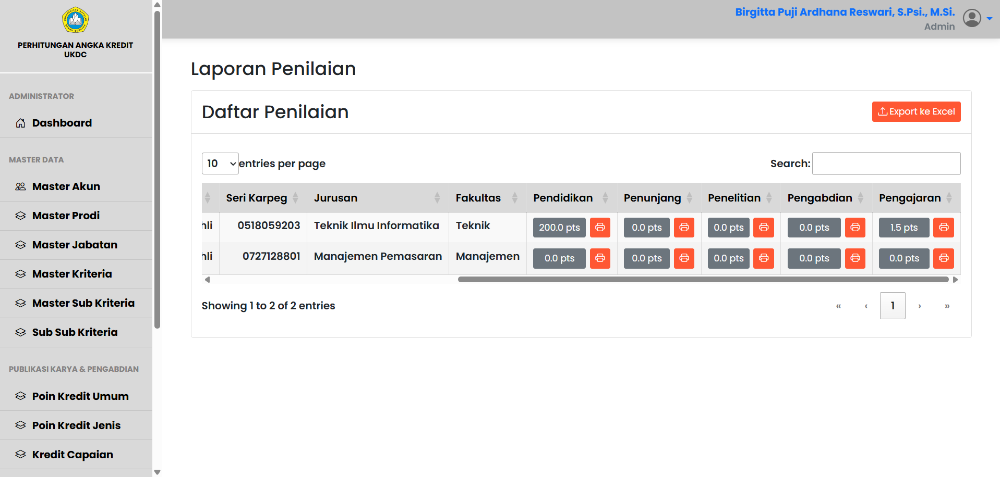 PERHITUNGAN ANGKA KREDIT
UKDC
ADMINISTRATOR
Dashboard
MASTER DATA
Master Akun
Master Prodi
Master Jabatan
Master Kriteria
Master Sub Kriteria
Sub Sub Kriteria
PUBLIKASI KARYA & PENGABDIAN
Poin Kredit Umum
Poin Kredit Jenis
Kredit Capaian
Birgitta Puji Ardhana Reswari, S.Psi., M.Si.
Admin
Laporan Penilaian
Daftar Penilaian
Export ke Excel
10 entries per page
Search:
Seri Karpeg Jurusan Fakultas Pendidikan Penunjang Penelitian Pengabdian Pengajaran
hli 0518059203 Teknik Ilmu Informatika Teknik 200.0 pts 0.0 pts 0.0 pts 0.0 pts 1.5 pts
hli 0727128801 Manajemen Pemasaran Manajemen 0.0 pts 0.0 pts 0.0 pts 0.0 pts 0.0 pts
Showing 1 to 2 of 2 entries
« ‹ 1 › »